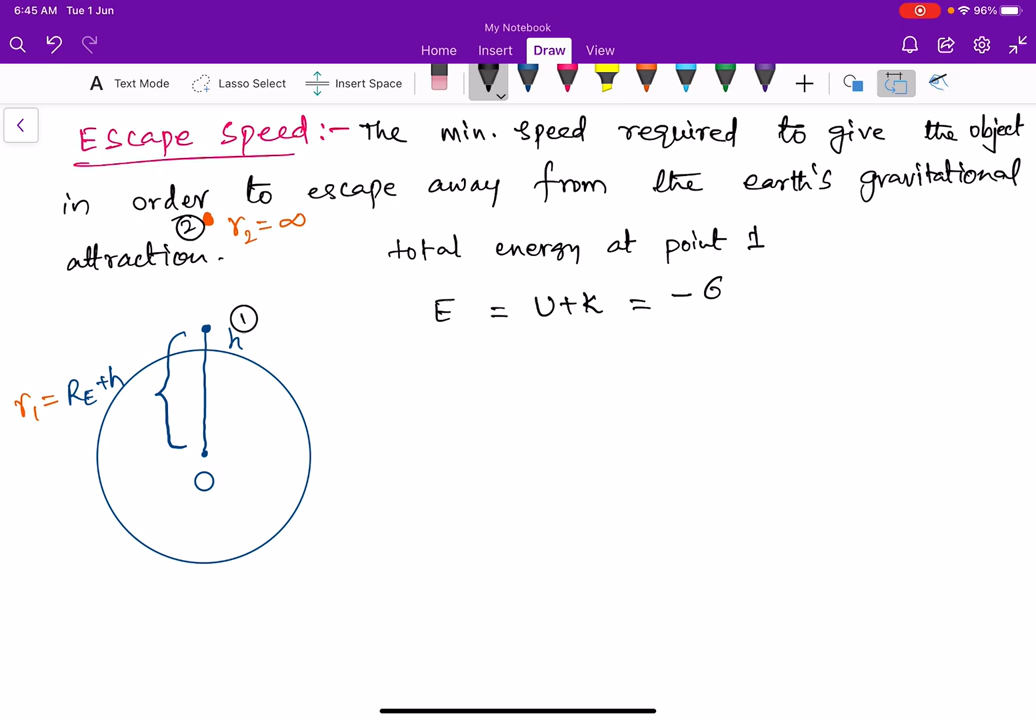 6:45 AM Tue 1 Jun
96%
My Notebook
Home Insert Draw View
Text Mode Lasso Select Insert Space
Escape Speed :- The min. speed required to give the object
in order to escape away from the earth's gravitational
attraction.
② r₂ = ∞
total energy at point 1
E = U+K = - G
①
h
r₁ = R_E+h
O